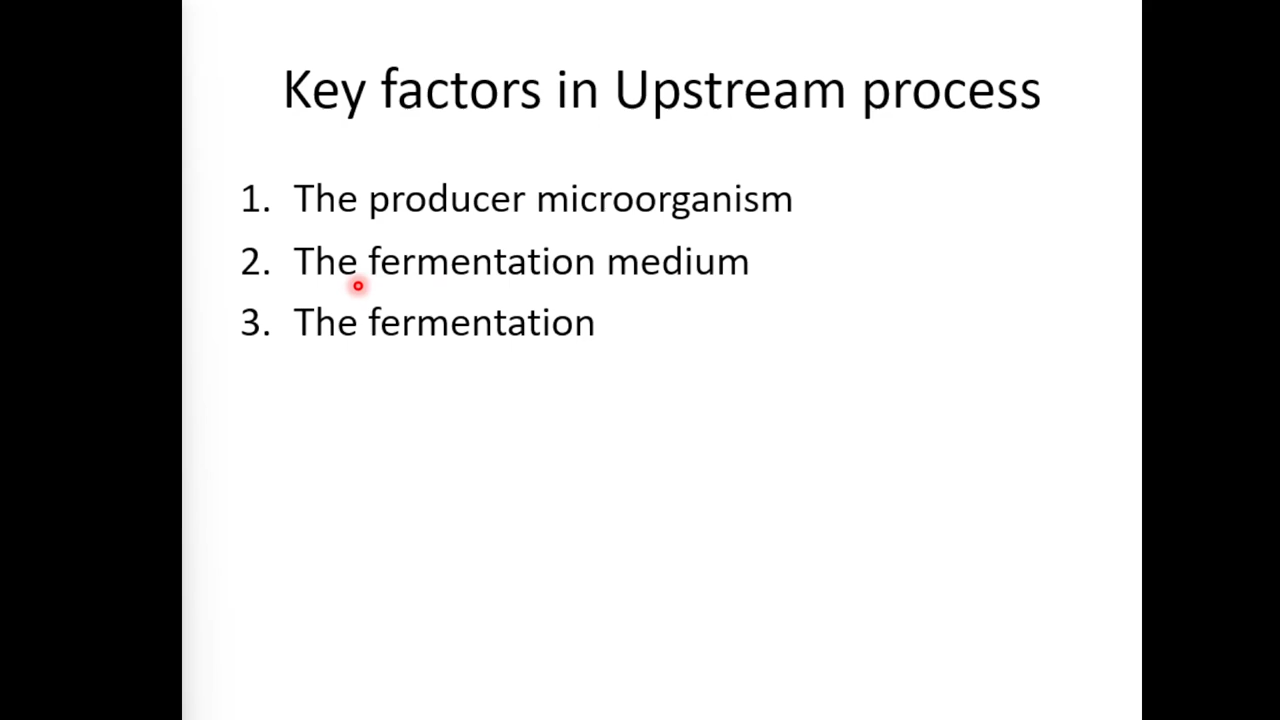 Key factors in Upstream process
1. The producer microorganism
2. The fermentation medium
3. The fermentation